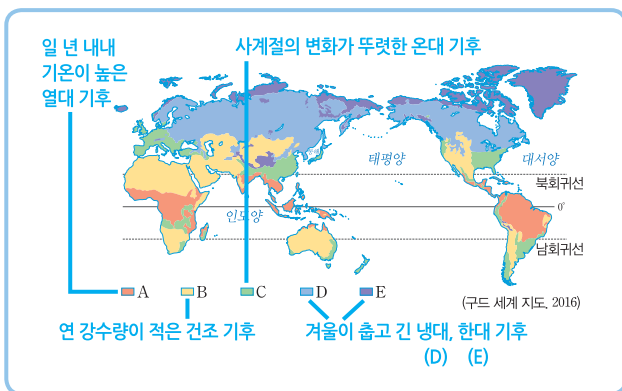 일 년 내내
기온이 높은
열대 기후
사계절의 변화가 뚜렷한 온대 기후
태평양
대서양
북회귀선
인도양
0°
남회귀선
A
B
C
D
E
(구드 세계 지도, 2016)
연 강수량이 적은 건조 기후
겨울이 춥고 긴 냉대, 한대 기후
(D)
(E)